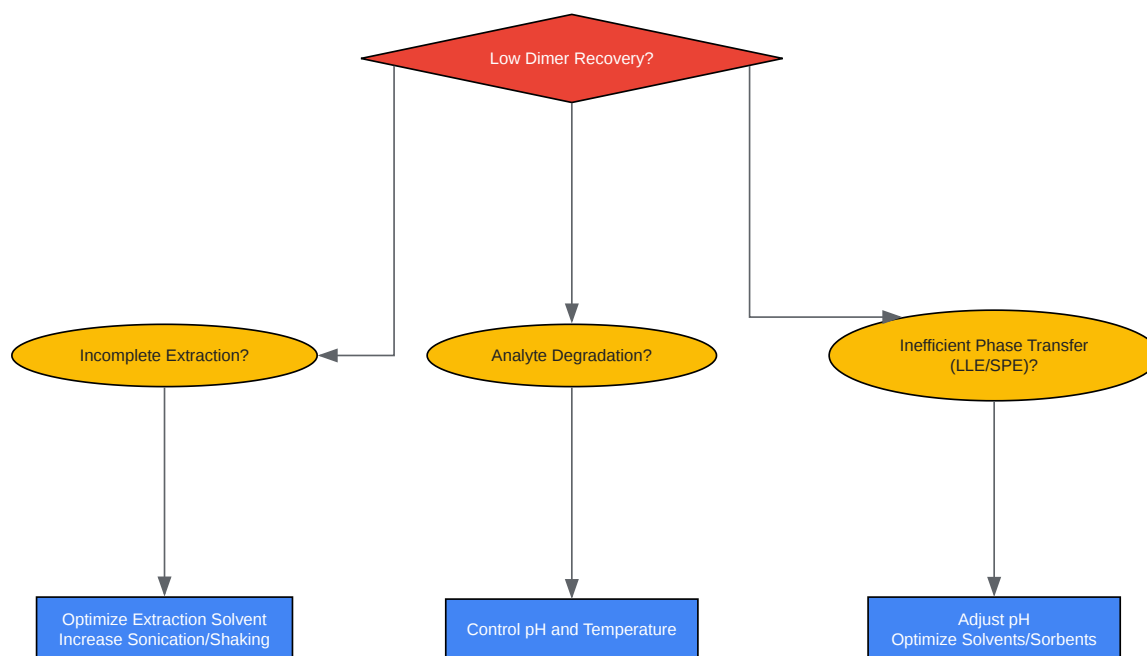 Low Dimer Recovery?
Incomplete Extraction?
Analyte Degradation?
Inefficient Phase Transfer
(LLE/SPE)?
Optimize Extraction Solvent
Increase Sonication/Shaking
Control pH and Temperature
Adjust pH
Optimize Solvents/Sorbents